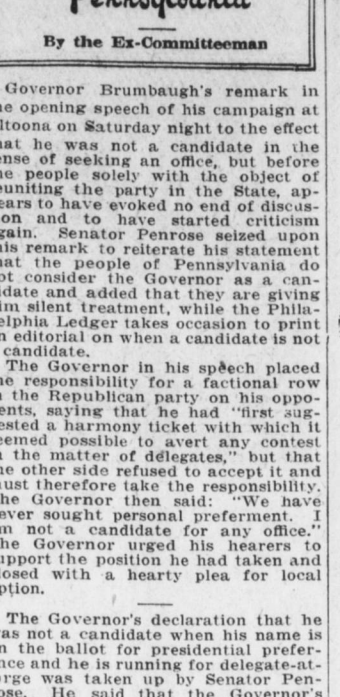 Pennsylvania
By the Ex-Committeeman
Governor Brumbaugh's remark in
opening speech of his campaign at
ltoona on Saturday night to the effect
at he was not a candidate in the
nse of seeking an office, but before
e people solely with the object of
euniting the party in the State, ap-
ears to have evoked no end of discus-
on and to have started criticism
gain. Senator Penrose seized upon
is remark to reiterate his statement
at the people of Pennsylvania do
ot consider the Governor as a can-
idate and added that they are giving
im silent treatment, while the Phila-
elphia Ledger takes occasion to print
n editorial on when a candidate is not
candidate.
The Governor in his speech placed
he responsibility for a factional row
the Republican party on his oppo-
ents, saying that he had "first sug-
ested a harmony ticket with which it
eemed possible to avert any contest
the matter of delegates," but that
he other side refused to accept it and
ust therefore take the responsibility.
he Governor then said: "We have
ever sought personal preferment. I
m not a candidate for any office."
he Governor urged his hearers to
upport the position he had taken and
losed with a hearty plea for local
ption.
The Governor's declaration that he
as not a candidate when his name is
n the ballot for presidential prefer-
nce and he is running for delegate-at-
rge was taken up by Senator Pen-
ose. He said that the Governor's